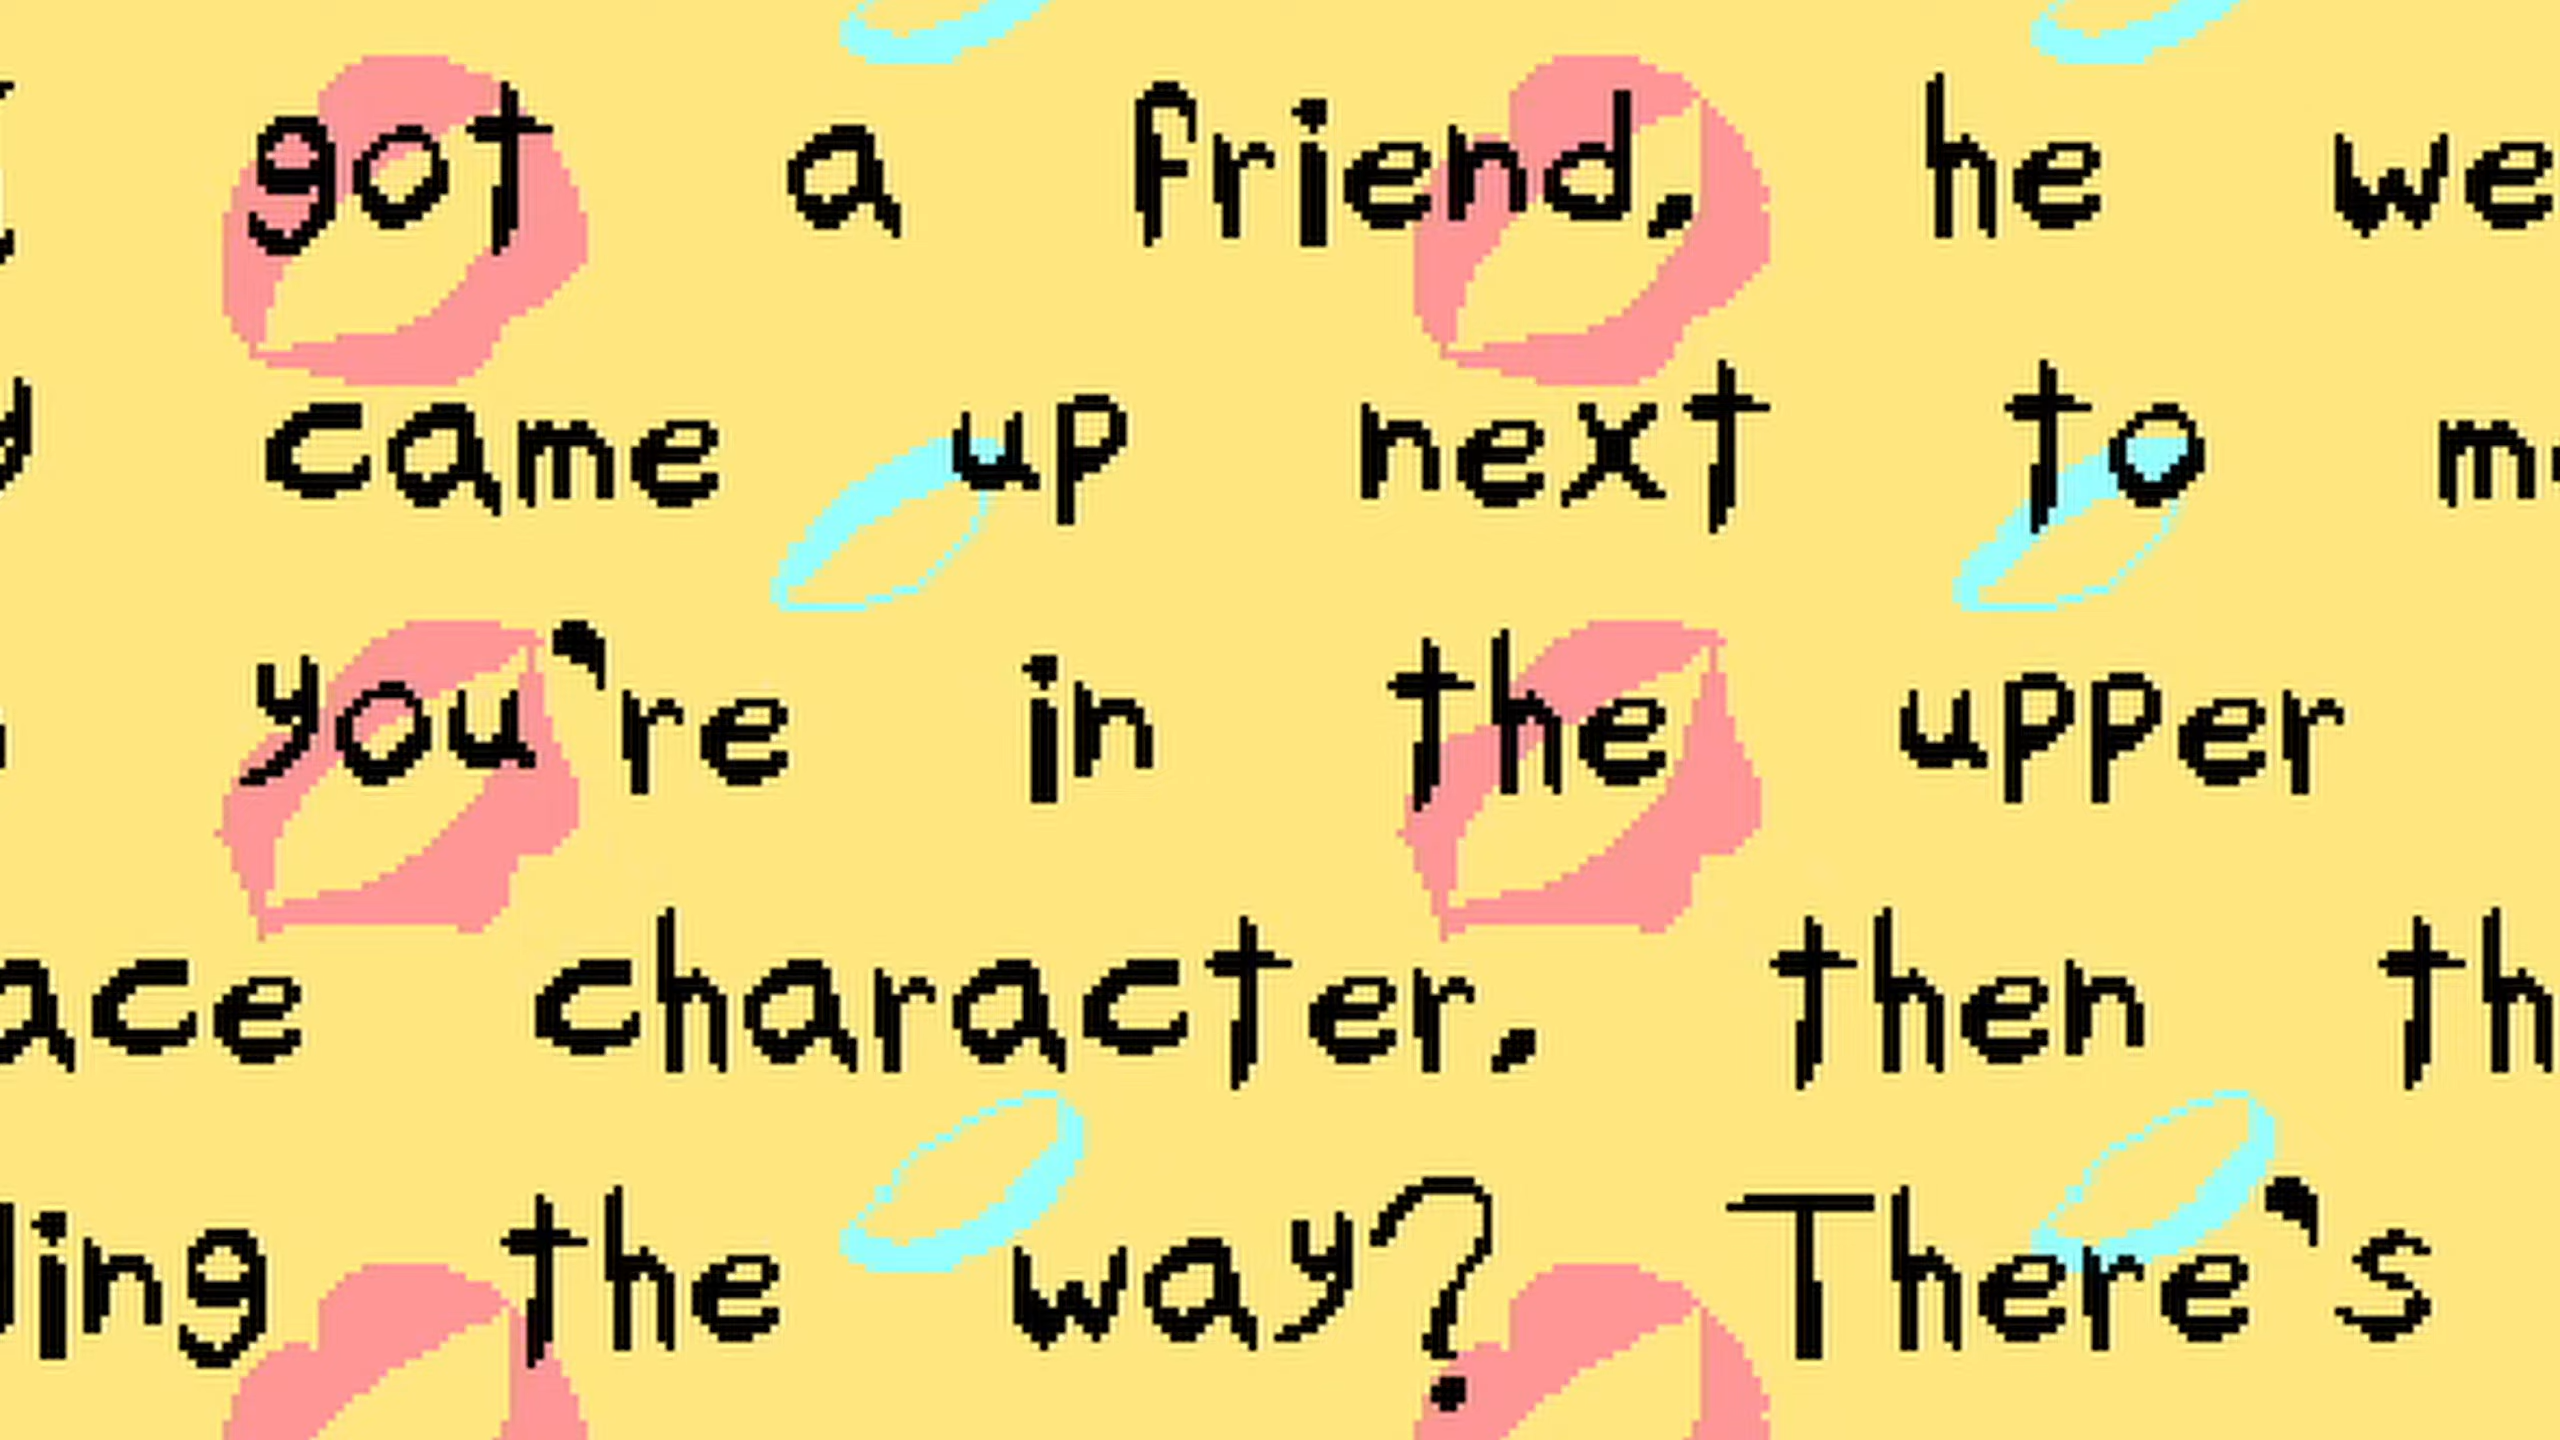 got a friend, he we
came up next to m
you're in the upper
ace character, then th
ling the way? There's